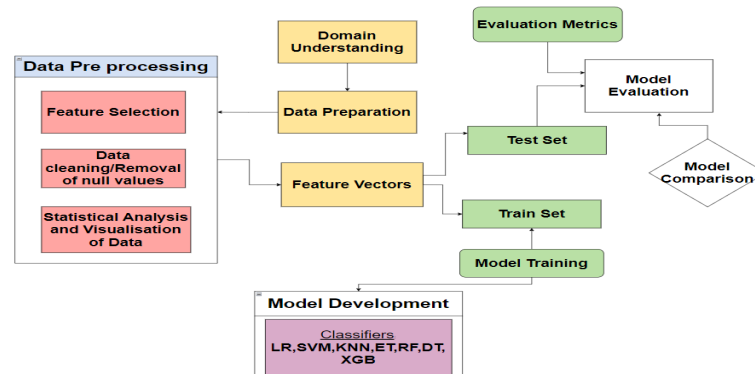 Domain
Understanding
Evaluation Metrics
Data Pre processing
Model
Evaluation
Feature Selection
Data Preparation
Test Set
Data
cleaning/Removal
of null values
Feature Vectors
Model
Comparison
Statistical Analysis
and Visualisation
of Data
Train Set
Model Training
Model Development
Classifiers
LR,SVM,KNN,ET,RF,DT,
XGB